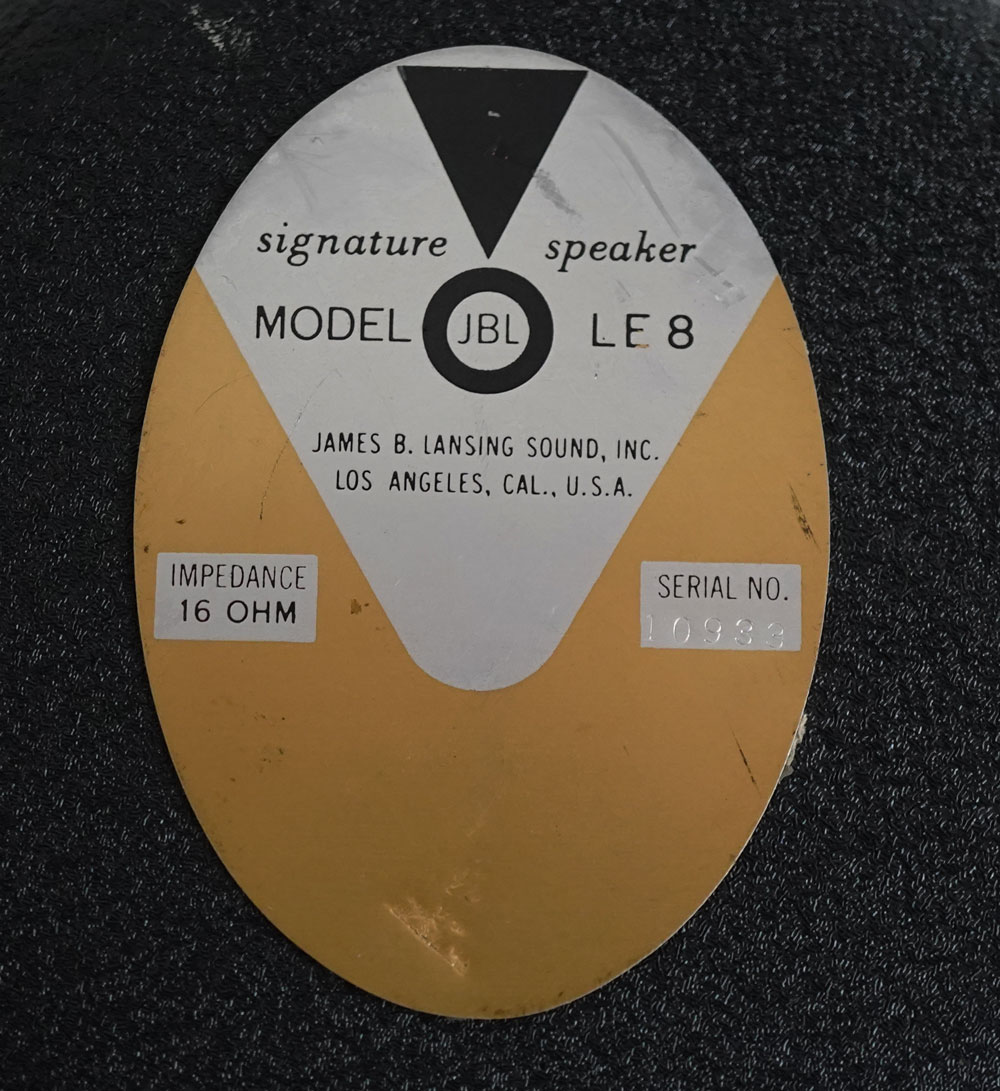 signature speaker
MODEL JBL LE 8
JAMES B. LANSING SOUND, INC.
LOS ANGELES, CAL., U.S.A.
IMPEDANCE
16 OHM
SERIAL NO.
10933